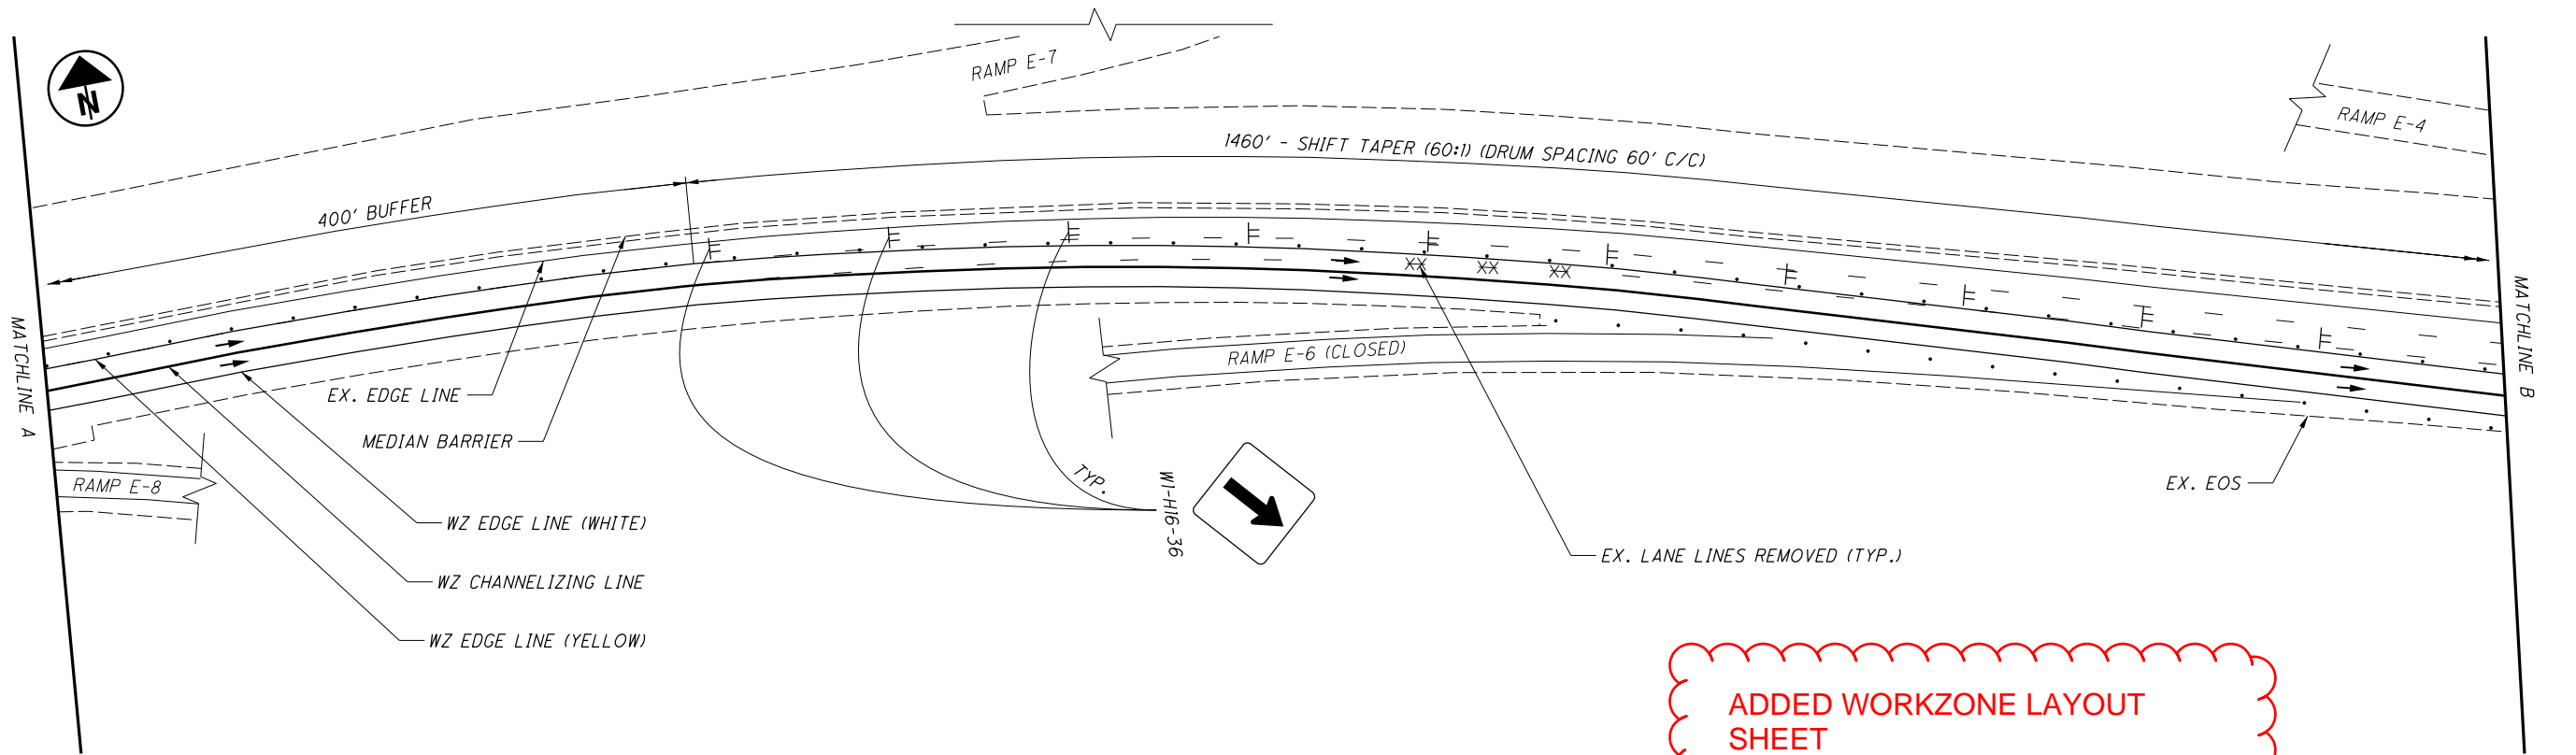 N
RAMP E-7
RAMP E-4
1460' - SHIFT TAPER (60:1) (DRUM SPACING 60' C/C)
400' BUFFER
MATCHLINE A
MATCHLINE B
RAMP E-6 (CLOSED)
EX. EDGE LINE
MEDIAN BARRIER
RAMP E-8
TYP.
W1-H16-36
EX. EOS
WZ EDGE LINE (WHITE)
EX. LANE LINES REMOVED (TYP.)
WZ CHANNELIZING LINE
WZ EDGE LINE (YELLOW)
ADDED WORKZONE LAYOUT
SHEET